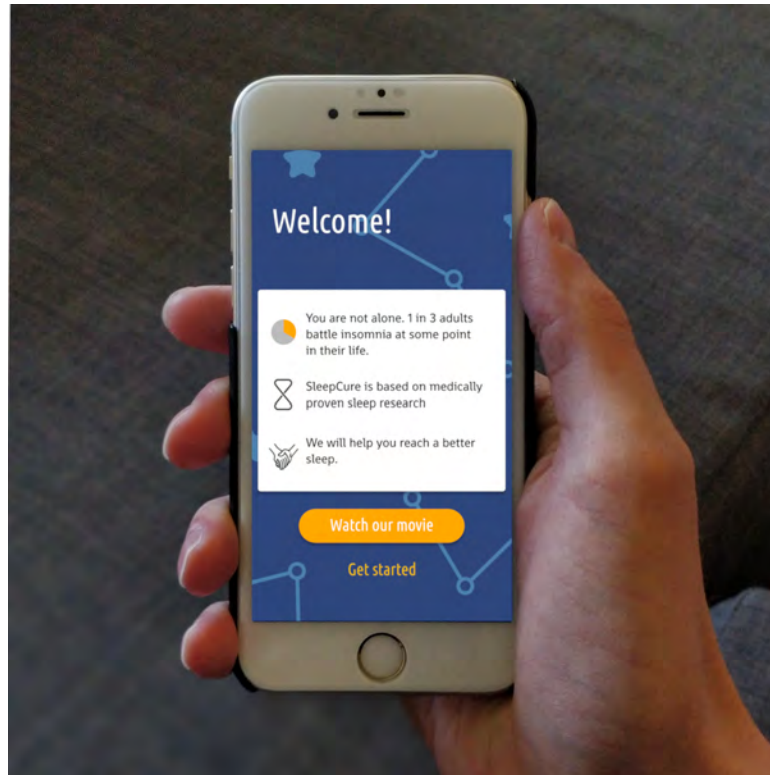 Welcome!
You are not alone. 1 in 3 adults
battle insomnia at some point
in their life.
SleepCure is based on medically
proven sleep research
We will help you reach a better
sleep.
Watch our movie
Get started